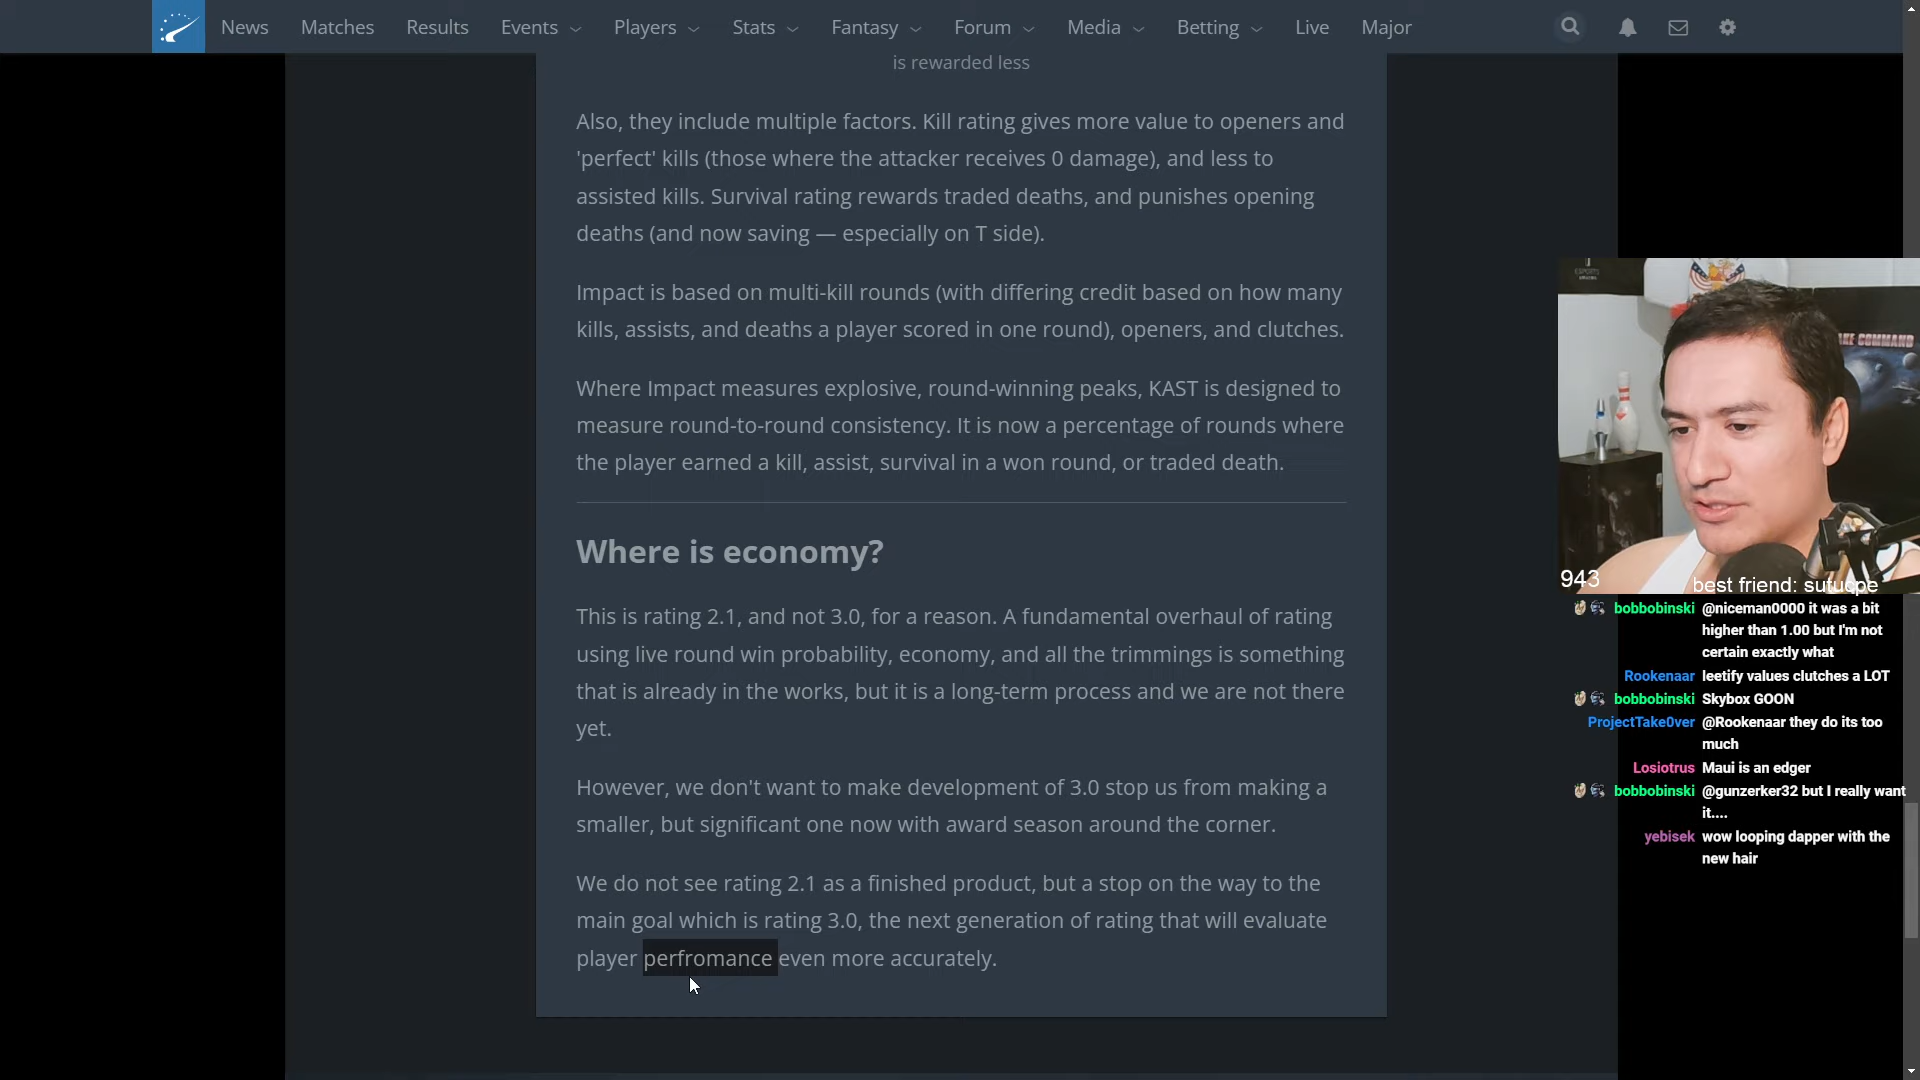 News Matches Results Events Players Stats Fantasy Forum Media Betting Live Major
is rewarded less
Also, they include multiple factors. Kill rating gives more value to openers and
'perfect' kills (those where the attacker receives 0 damage), and less to
assisted kills. Survival rating rewards traded deaths, and punishes opening
deaths (and now saving — especially on T side).
Impact is based on multi-kill rounds (with differing credit based on how many
kills, assists, and deaths a player scored in one round), openers, and clutches.
Where Impact measures explosive, round-winning peaks, KAST is designed to
measure round-to-round consistency. It is now a percentage of rounds where
the player earned a kill, assist, survival in a won round, or traded death.
Where is economy?
This is rating 2.1, and not 3.0, for a reason. A fundamental overhaul of rating
using live round win probability, economy, and all the trimmings is something
that is already in the works, but it is a long-term process and we are not there
yet.
However, we don't want to make development of 3.0 stop us from making a
smaller, but significant one now with award season around the corner.
We do not see rating 2.1 as a finished product, but a stop on the way to the
main goal which is rating 3.0, the next generation of rating that will evaluate
player perfromance even more accurately.
COMMAND
943
best friend: sutucpe
bobbobinski @niceman0000 it was a bit
higher than 1.00 but I'm not
certain exactly what
Rookenaar leetify values clutches a LOT
bobbobinski Skybox GOON
ProjectTake0ver @Rookenaar they do its too
much
Losiotrus Maui is an edger
bobbobinski @gunzerker32 but I really want
it....
yebisek wow looping dapper with the
new hair